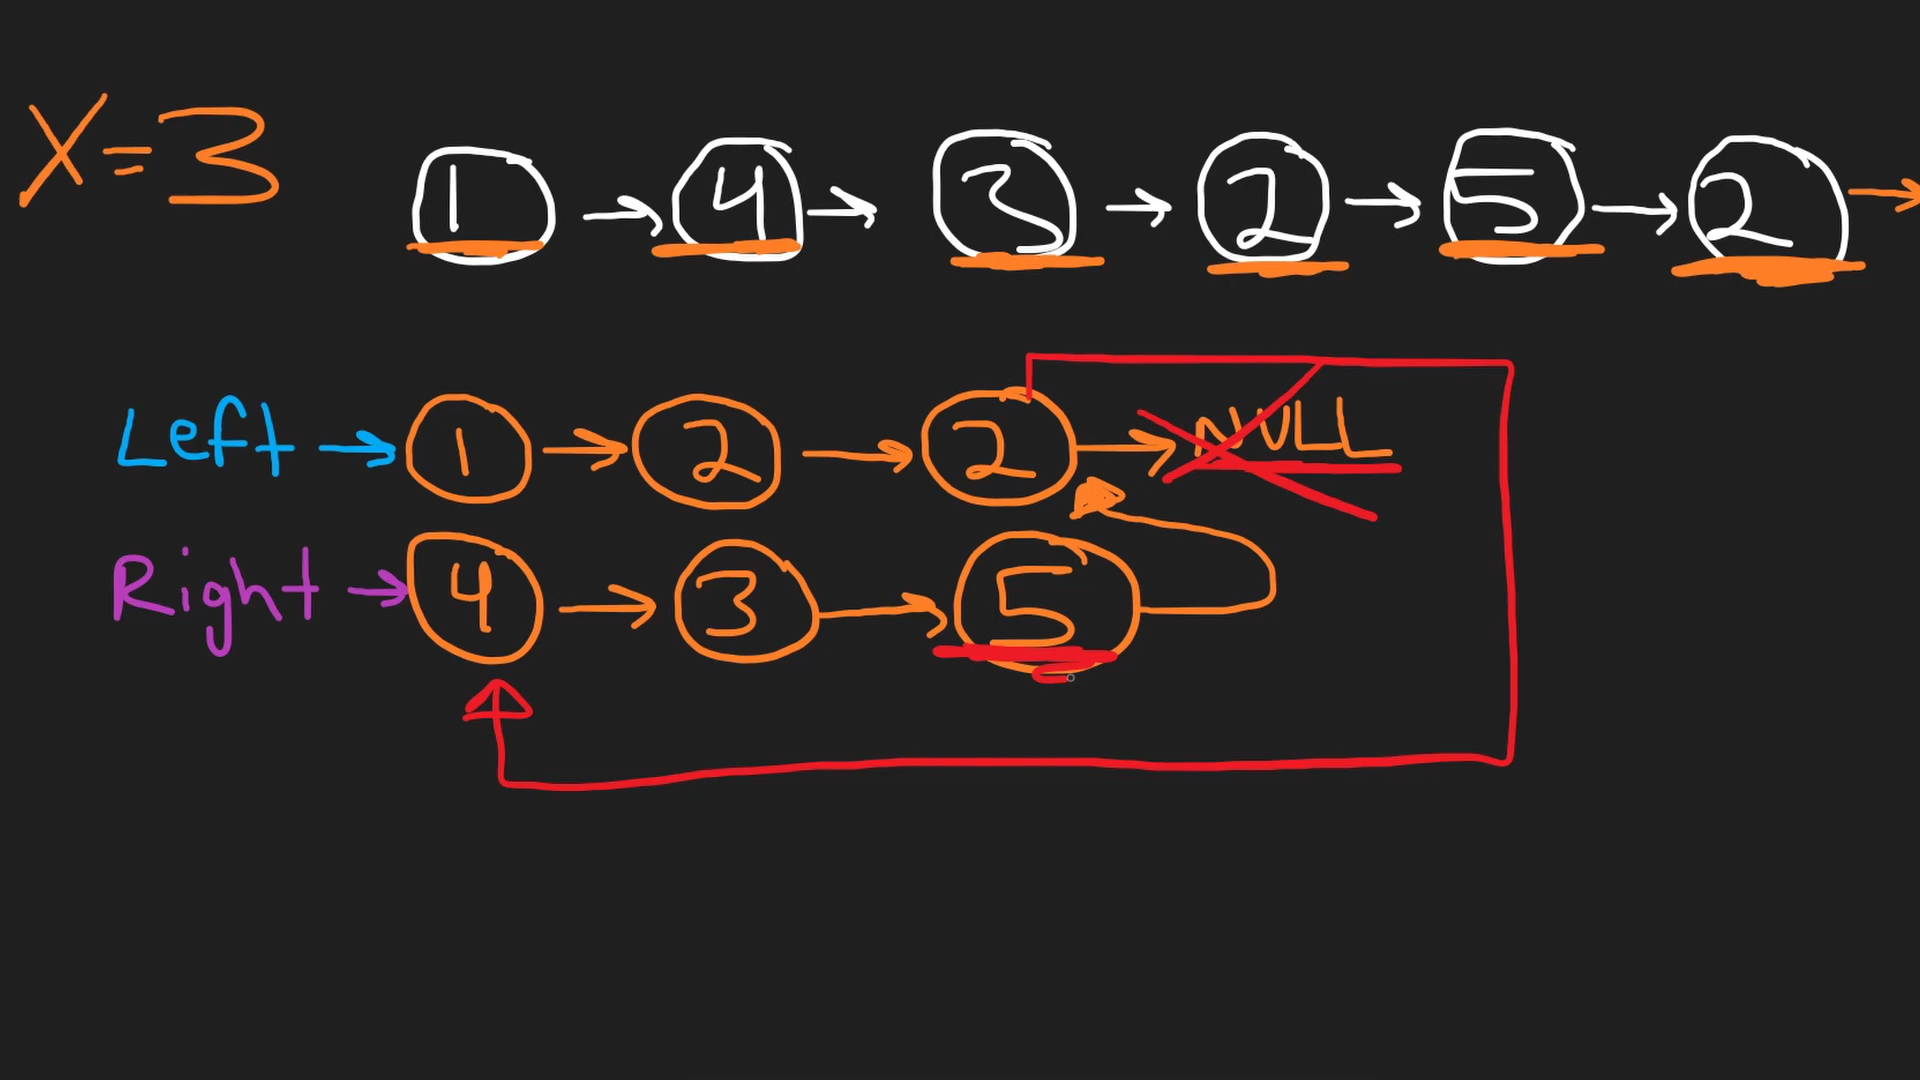 X=3 1 → 4 → 3 → 2 → 5 → 2 →
Left → 1 → 2 → 2 → NULL
Right → 4 → 3 → 5